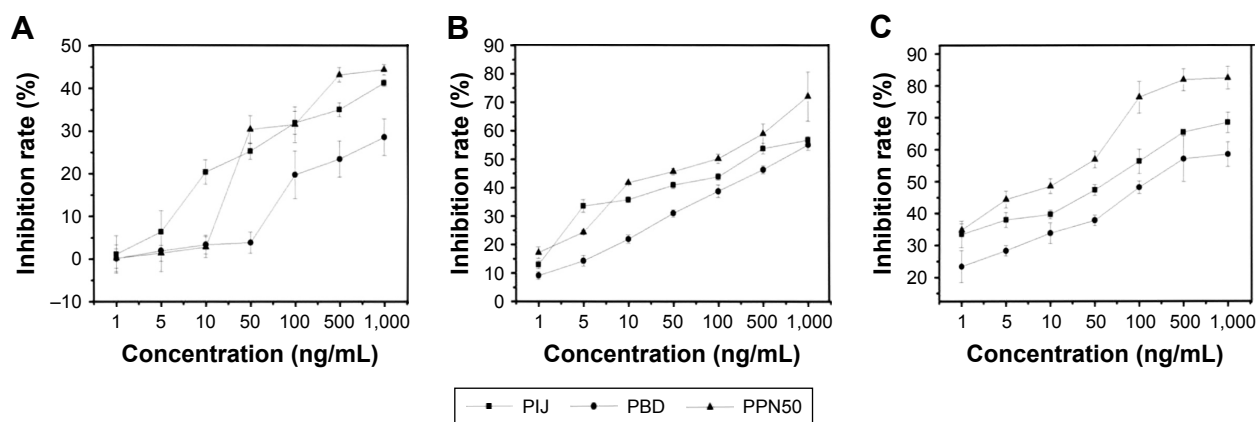 A
Inhibition rate (%)
50
40
30
20
10
0
–10
1 5 10 50 100 500 1,000
Concentration (ng/mL)
B
Inhibition rate (%)
90
80
70
60
50
40
30
20
10
0
1 5 10 50 100 500 1,000
Concentration (ng/mL)
C
Inhibition rate (%)
90
80
70
60
50
40
30
20
1 5 10 50 100 500 1,000
Concentration (ng/mL)
PIJ PBD PPN50